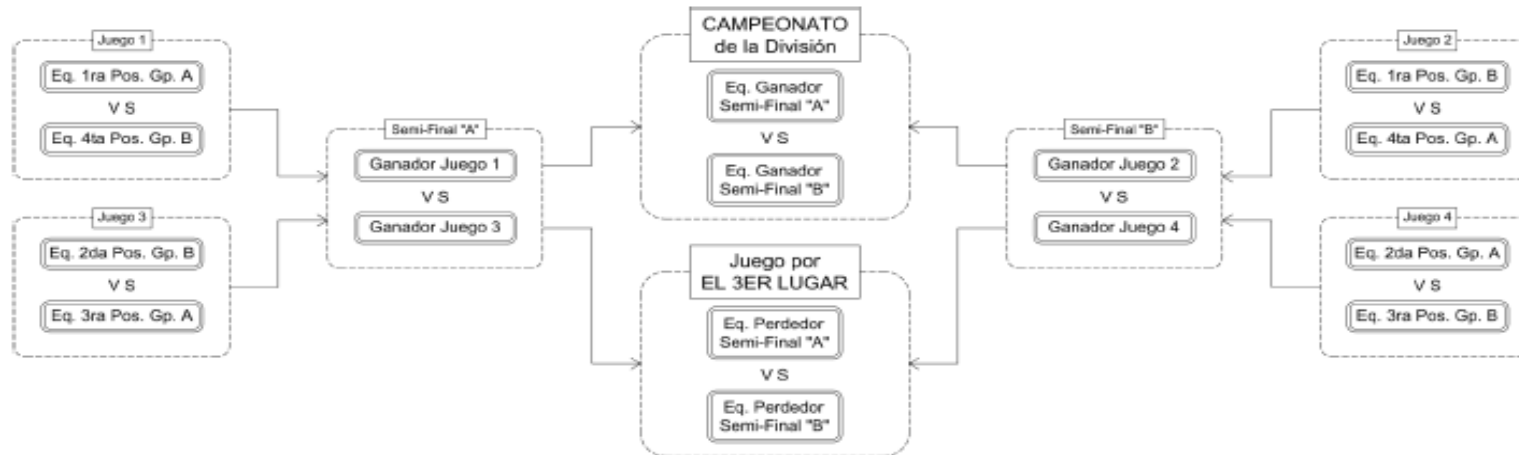 Juego 1
Eq. 1ra Pos. Gp. A
V S
Eq. 4ta Pos. Gp. B
Juego 3
Eq. 2da Pos. Gp. B
V S
Eq. 3ra Pos. Gp. A
Semi-Final "A"
Ganador Juego 1
V S
Ganador Juego 3
CAMPEONATO
de la División
Eq. Ganador
Semi-Final "A"
V S
Eq. Ganador
Semi-Final "B"
Juego por
EL 3ER LUGAR
Eq. Perdedor
Semi-Final "A"
V S
Eq. Perdedor
Semi-Final "B"
Semi-Final "B"
Ganador Juego 2
V S
Ganador Juego 4
Juego 2
Eq. 1ra Pos. Gp. B
V S
Eq. 4ta Pos. Gp. A
Juego 4
Eq. 2da Pos. Gp. A
V S
Eq. 3ra Pos. Gp. B